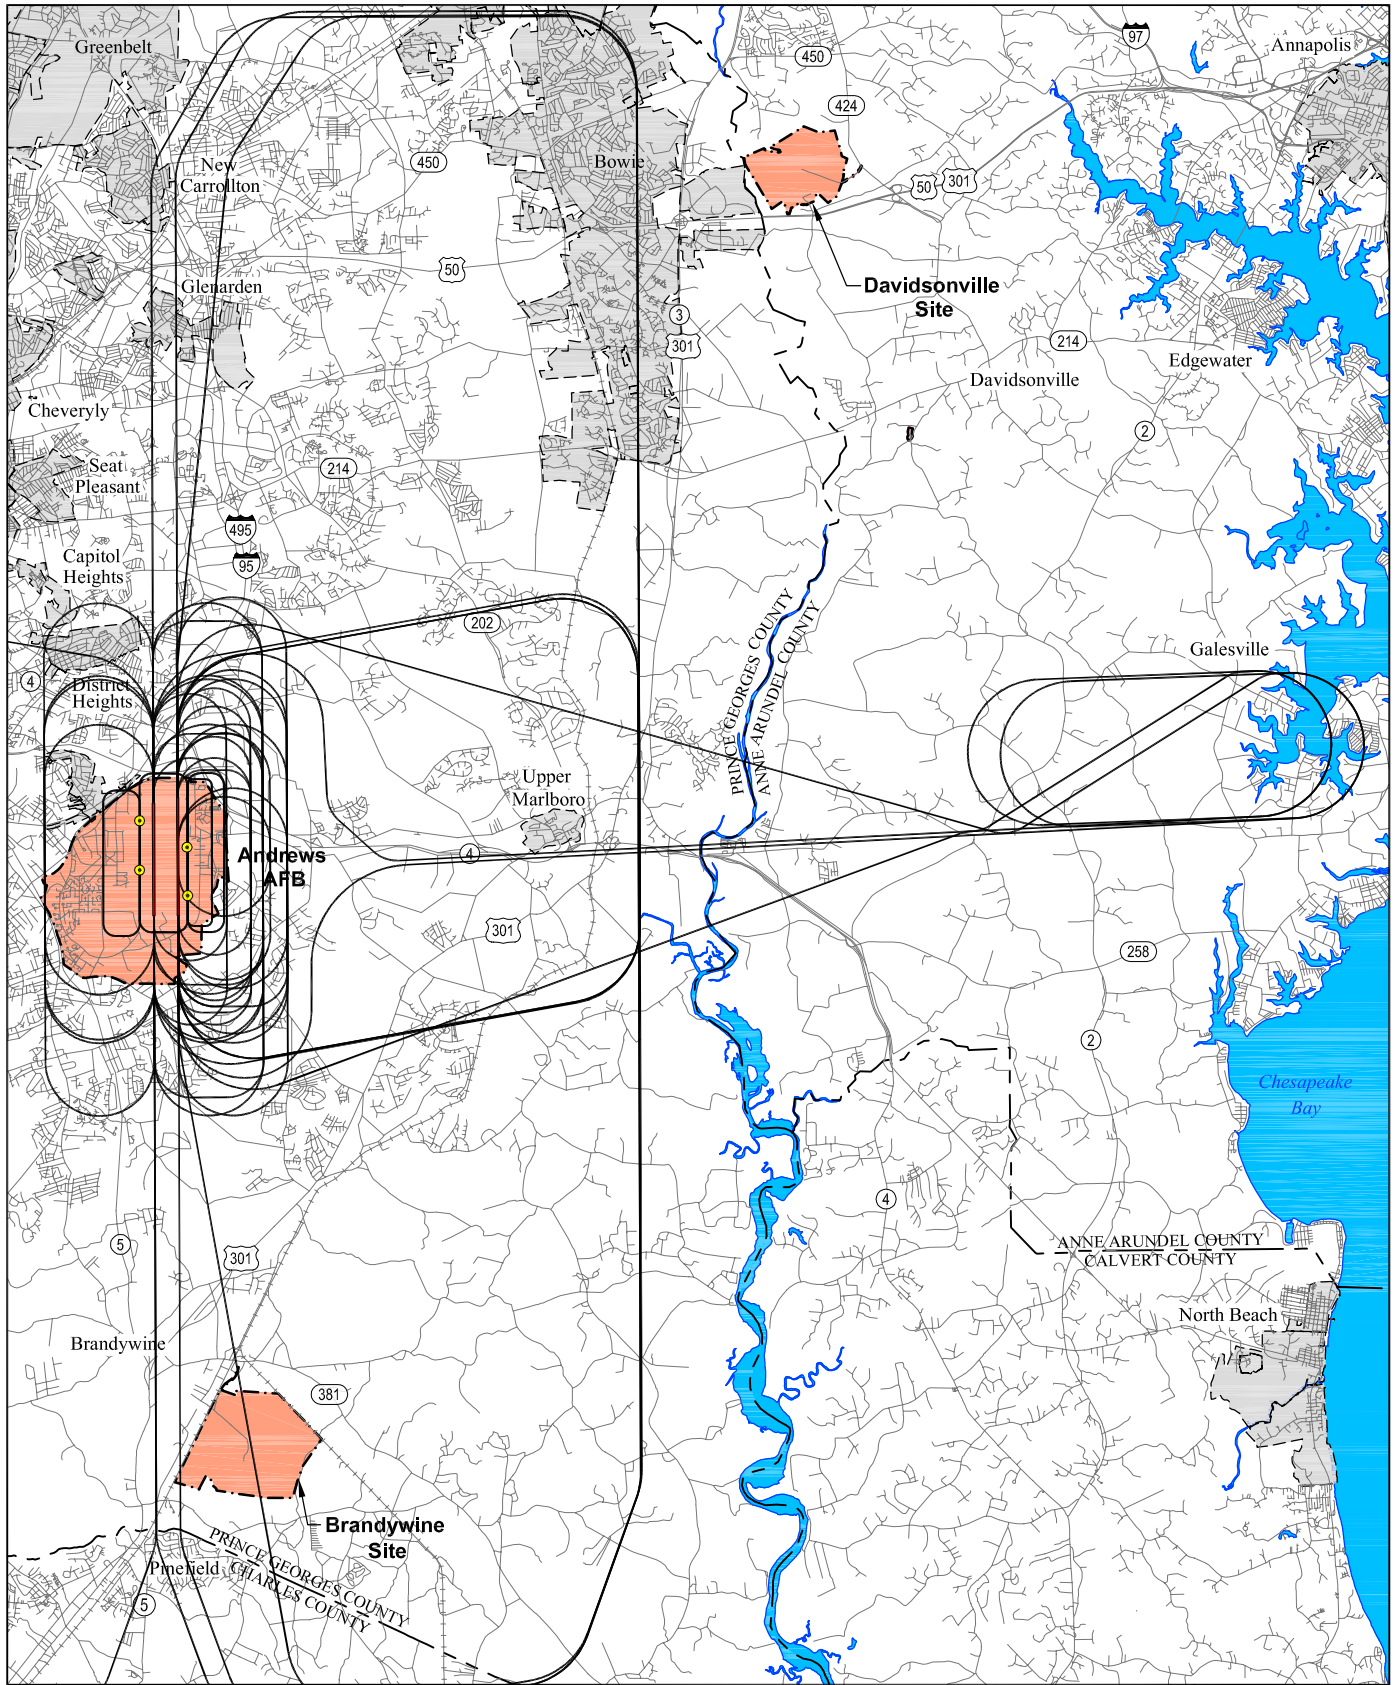 Greenbelt
97
Annapolis
450
424
New
Carrollton
450
Bowie
50
301
50
Glenarden
Davidsonville
Site
3
301
214
Edgewater
Davidsonville
Cheveryly
2
Seat
Pleasant
214
495
95
Capitol
Heights
202
PRINCE GEORGES COUNTY
ANNE ARUNDEL COUNTY
Galesville
4
District
Heights
Upper
Marlboro
Andrews
AFB
4
301
258
2
Chesapeake
Bay
4
5
301
ANNE ARUNDEL COUNTY
CALVERT COUNTY
North Beach
Brandywine
381
Brandywine
Site
PRINCE GEORGES COUNTY
CHARLES COUNTY
Pinefield
5